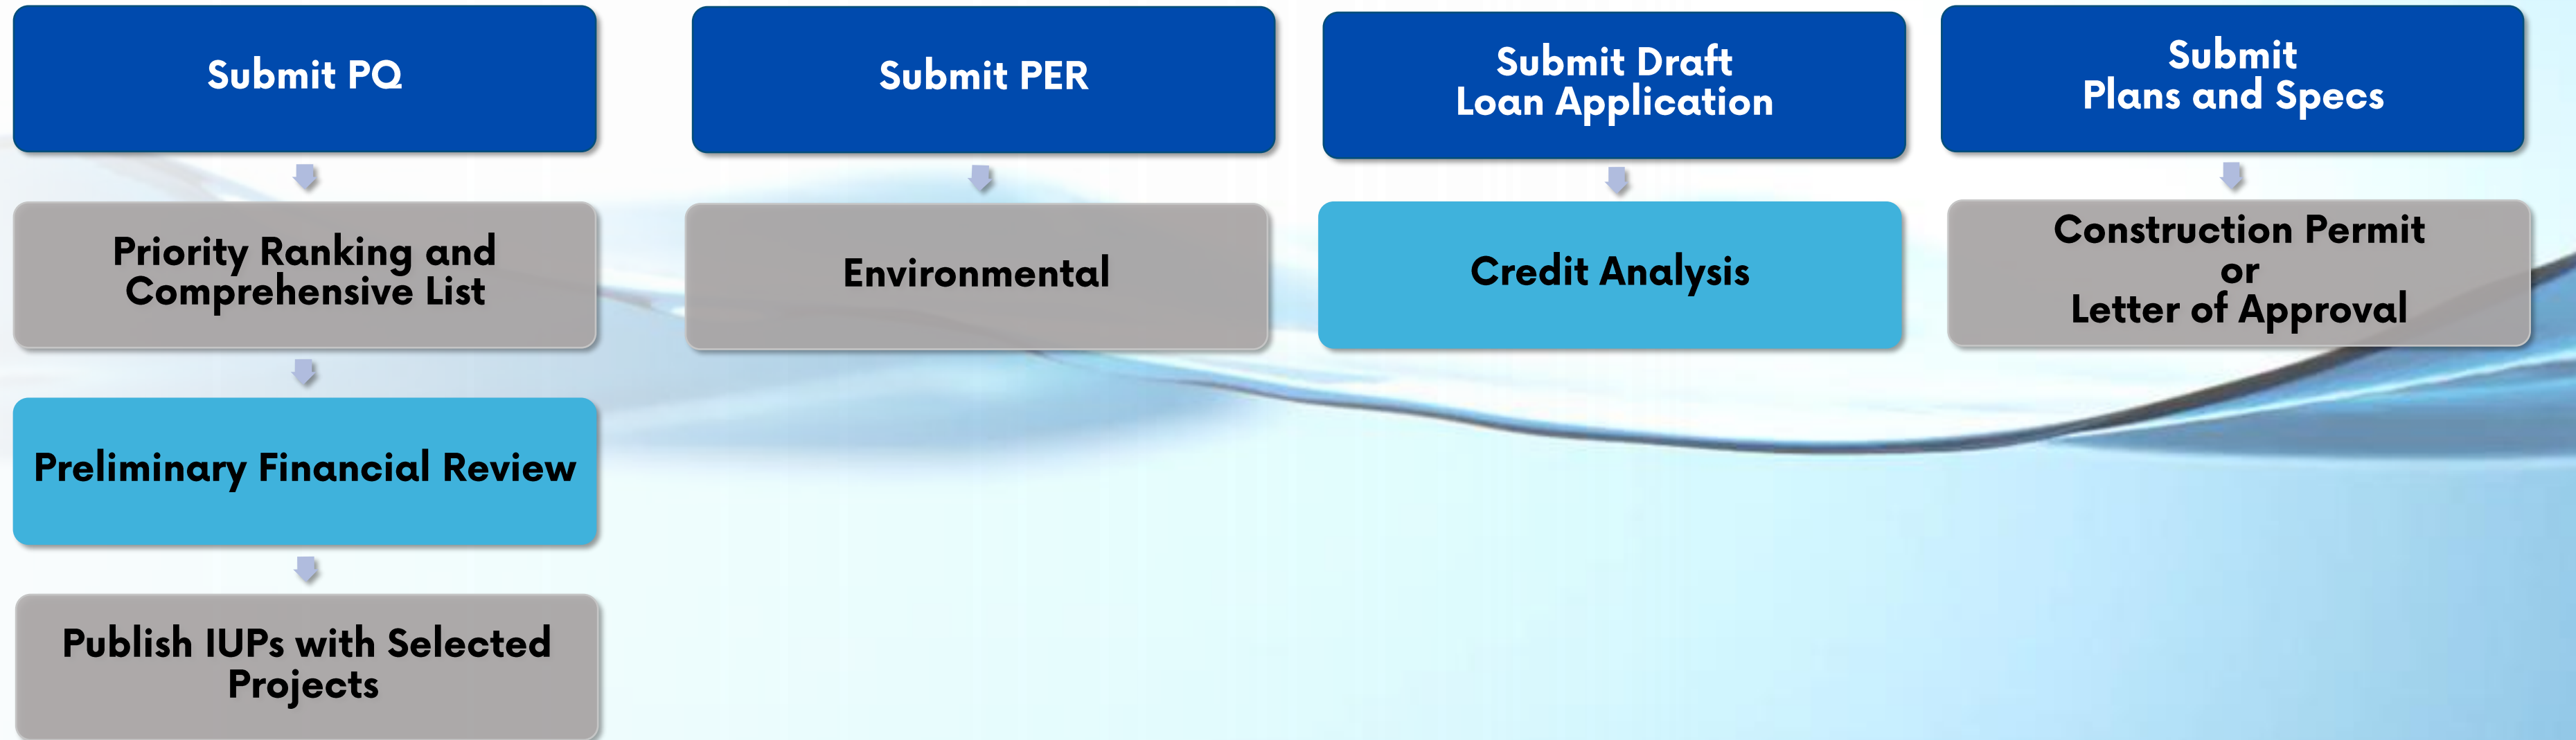 Submit PQ
Priority Ranking and
Comprehensive List
Preliminary Financial Review
Publish IUPs with Selected
Projects
Submit PER
Environmental
Submit Draft
Loan Application
Credit Analysis
Submit
Plans and Specs
Construction Permit
or
Letter of Approval